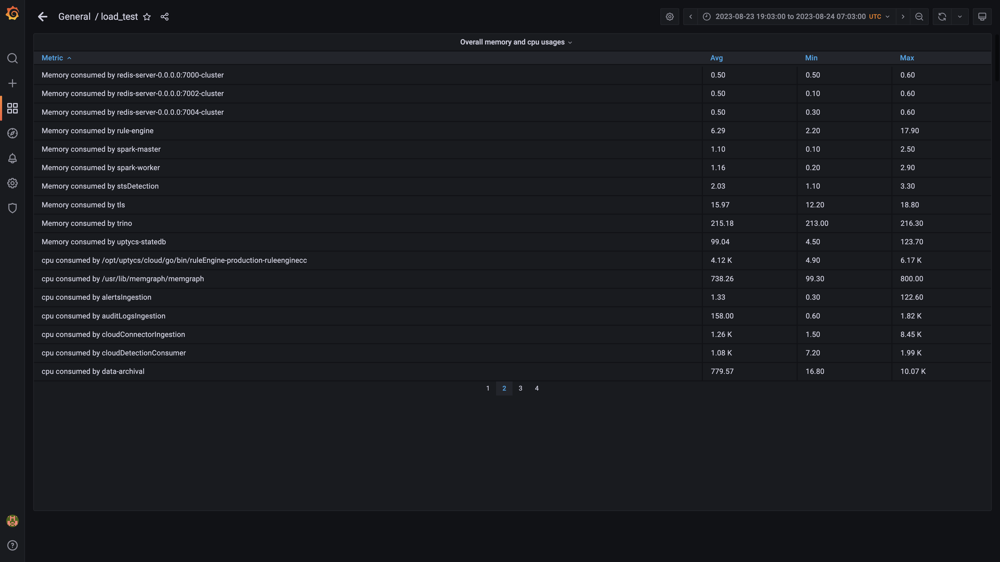 General / load_test
2023-08-23 19:03:00 to 2023-08-24 07:03:00 UTC
Overall memory and cpu usages
Metric Avg Min Max
Memory consumed by redis-server-0.0.0.0:7000-cluster 0.50 0.50 0.60
Memory consumed by redis-server-0.0.0.0:7002-cluster 0.50 0.10 0.60
Memory consumed by redis-server-0.0.0.0:7004-cluster 0.50 0.30 0.60
Memory consumed by rule-engine 6.29 2.20 17.90
Memory consumed by spark-master 1.10 0.10 2.50
Memory consumed by spark-worker 1.16 0.20 2.90
Memory consumed by stsDetection 2.03 1.10 3.30
Memory consumed by tls 15.97 12.20 18.80
Memory consumed by trino 215.18 213.00 216.30
Memory consumed by uptycs-statedb 99.04 4.50 123.70
cpu consumed by /opt/uptycs/cloud/go/bin/ruleEngine-production-ruleenginecc 4.12 K 4.90 6.17 K
cpu consumed by /usr/lib/memgraph/memgraph 738.26 99.30 800.00
cpu consumed by alertsIngestion 1.33 0.30 122.60
cpu consumed by auditLogsIngestion 158.00 0.60 1.82 K
cpu consumed by cloudConnectorIngestion 1.26 K 1.50 8.45 K
cpu consumed by cloudDetectionConsumer 1.08 K 7.20 1.99 K
cpu consumed by data-archival 779.57 16.80 10.07 K
1 2 3 4